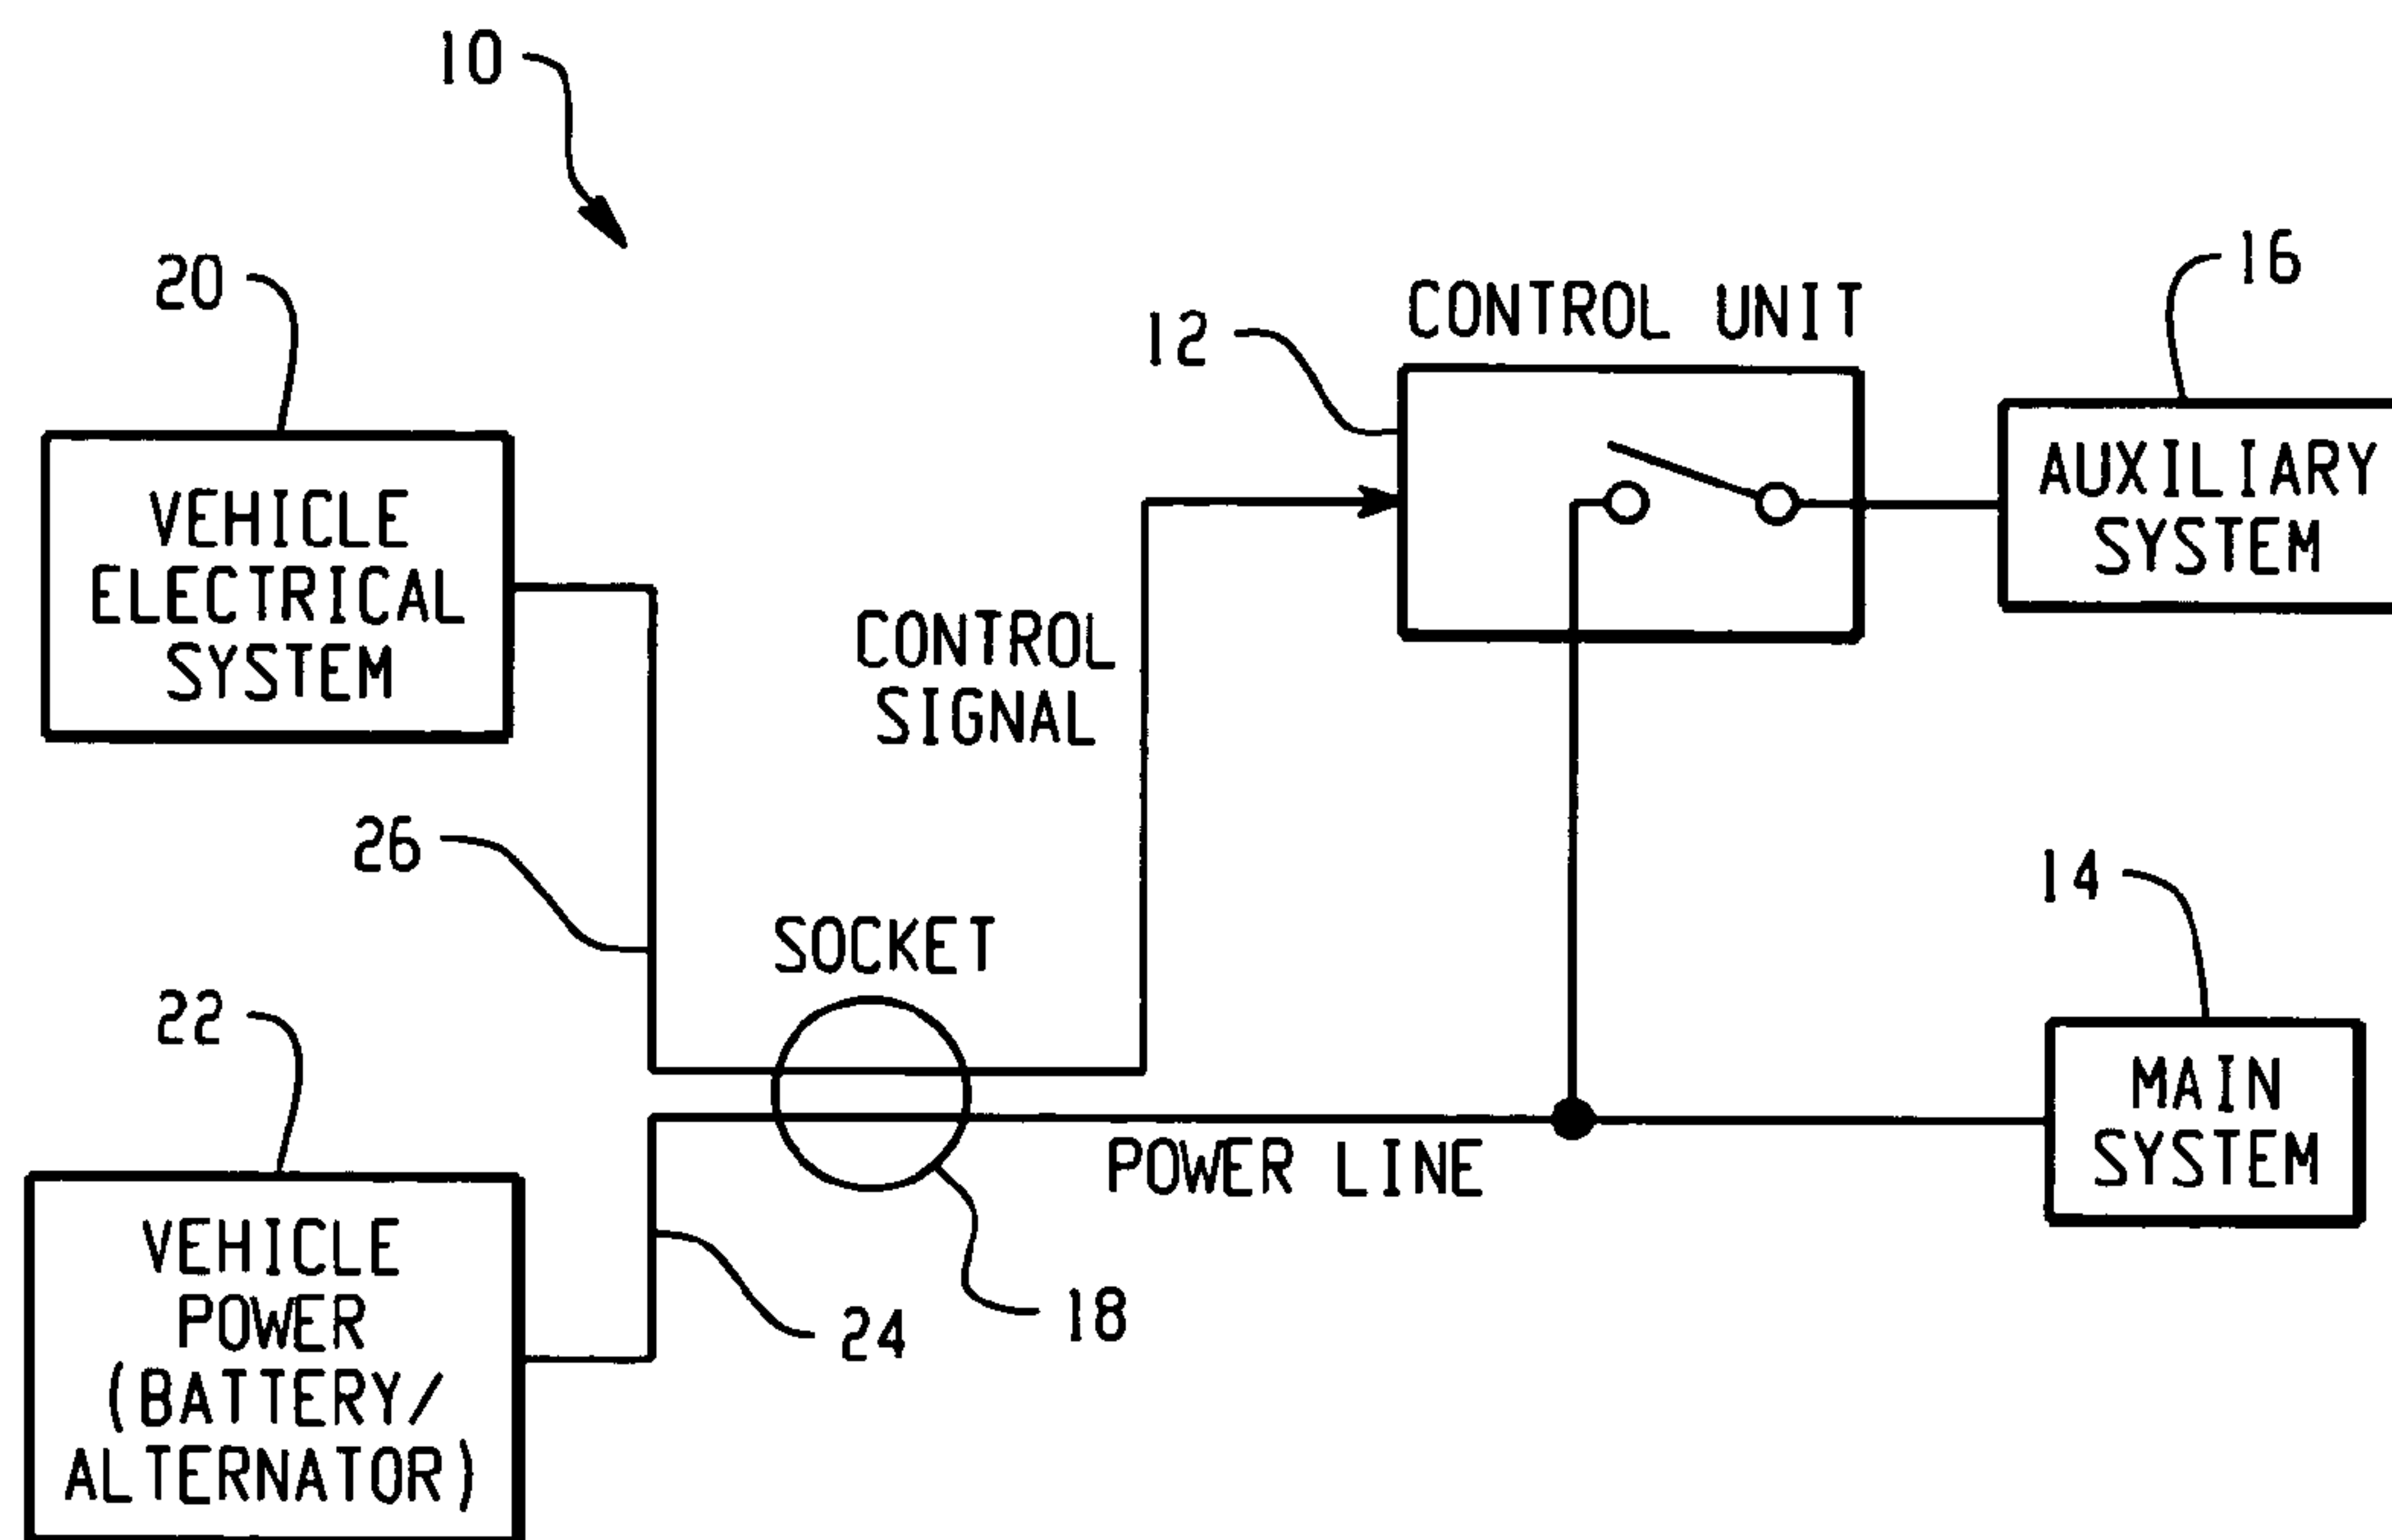 10
20
16
CONTROL UNIT
12
AUXILIARY
SYSTEM
VEHICLE
ELECTRICAL
SYSTEM
CONTROL
SIGNAL
26
14
SOCKET
22
MAIN
SYSTEM
POWER LINE
VEHICLE
POWER
(BATTERY/
ALTERNATOR)
24
18